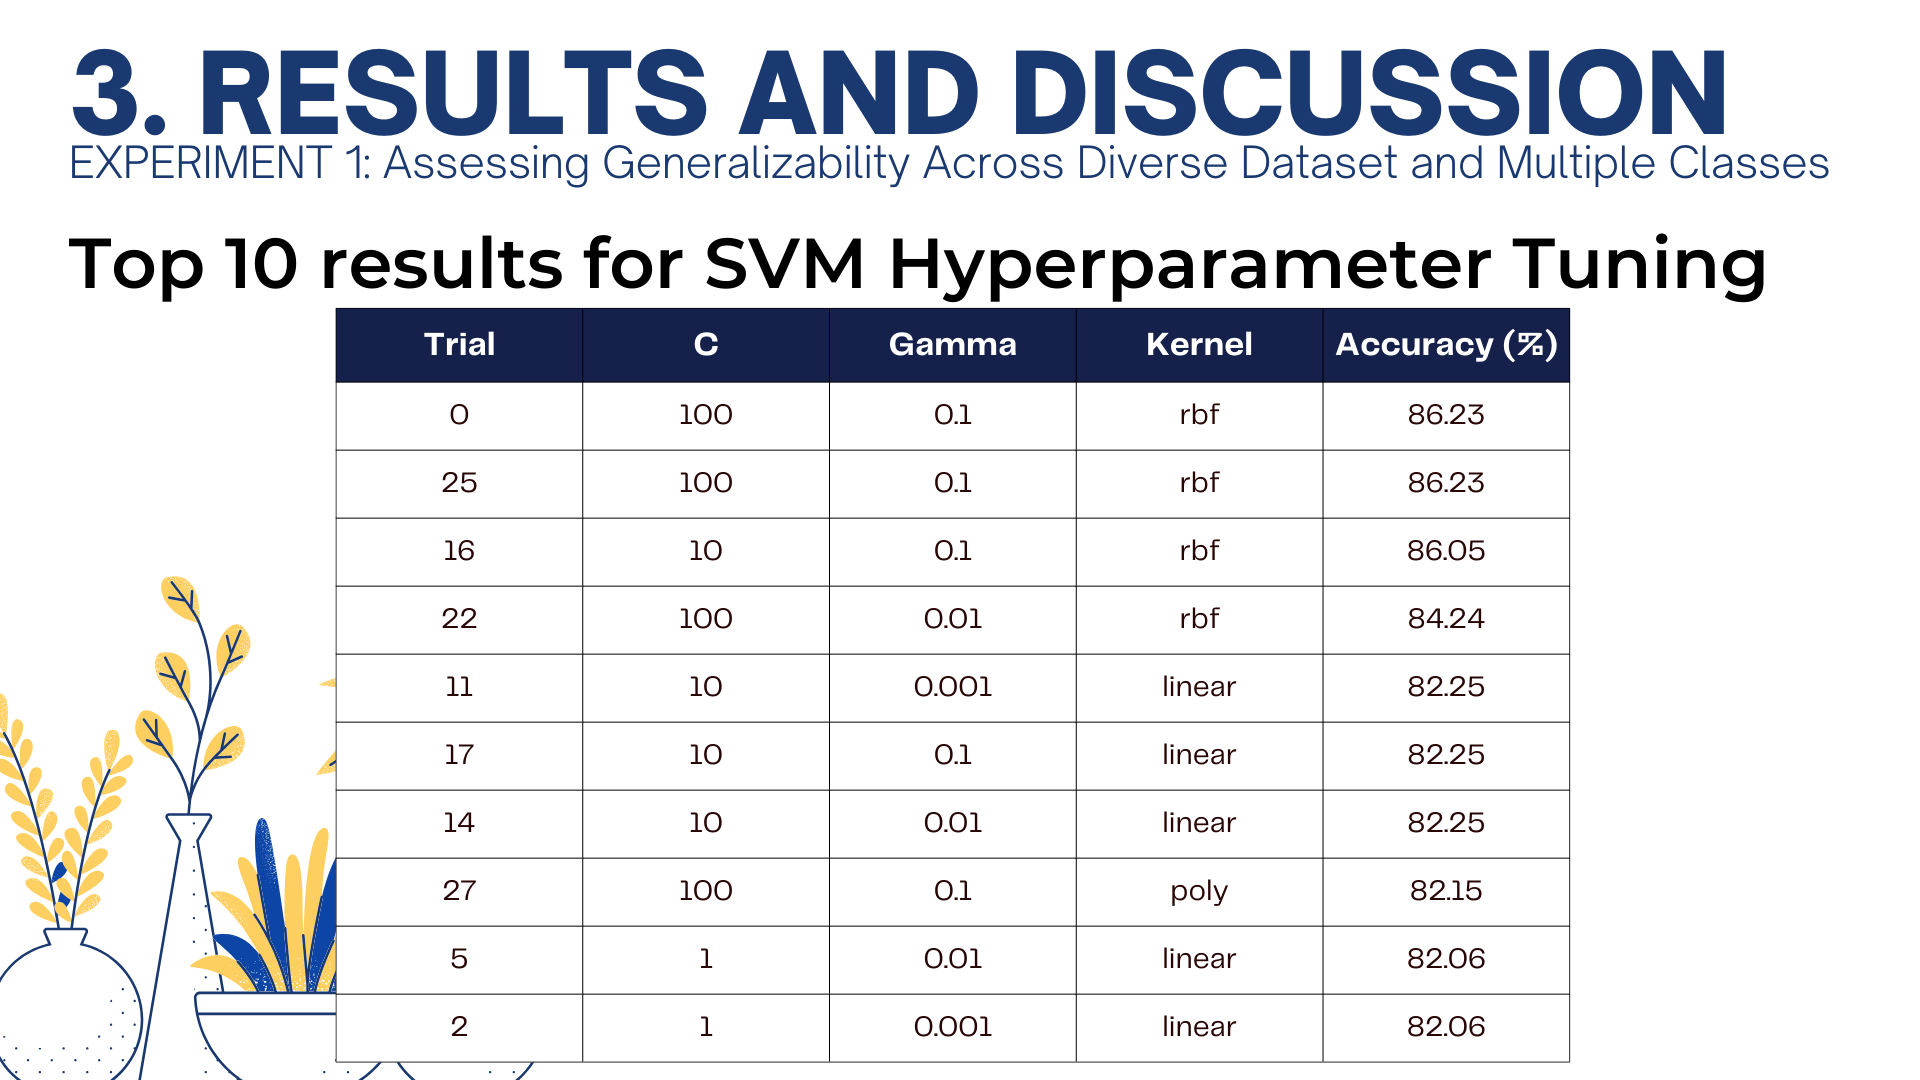 3. RESULTS AND DISCUSSION
EXPERIMENT 1: Assessing Generalizability Across Diverse Dataset and Multiple Classes
Top 10 results for SVM Hyperparameter Tuning
Trial C Gamma Kernel Accuracy (%)
0 100 0.1 rbf 86.23
25 100 0.1 rbf 86.23
16 10 0.1 rbf 86.05
22 100 0.01 rbf 84.24
11 10 0.001 linear 82.25
17 10 0.1 linear 82.25
14 10 0.01 linear 82.25
27 100 0.1 poly 82.15
5 1 0.01 linear 82.06
2 1 0.001 linear 82.06